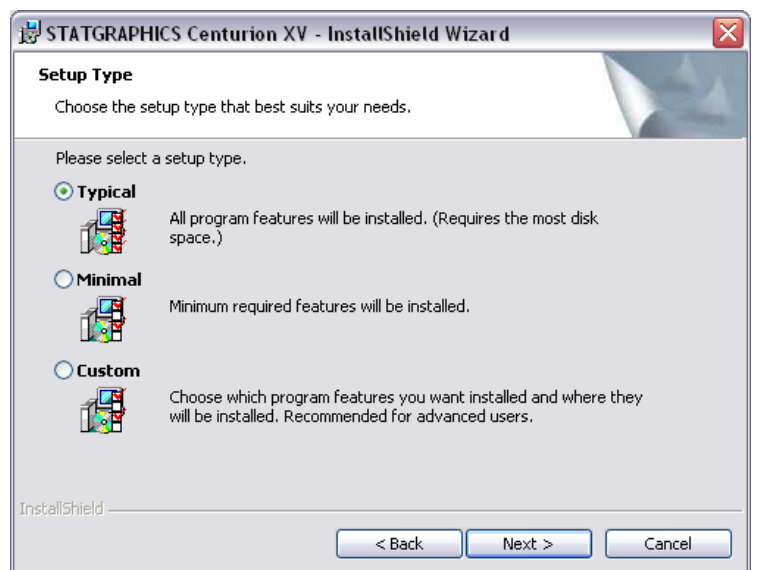 STATGRAPHICS Centurion XV - InstallShield Wizard
Setup Type
Choose the setup type that best suits your needs.
Please select a setup type.
Typical
All program features will be installed. (Requires the most disk
space.)
Minimal
Minimum required features will be installed.
Custom
Choose which program features you want installed and where they
will be installed. Recommended for advanced users.
InstallShield
< Back
Next >
Cancel